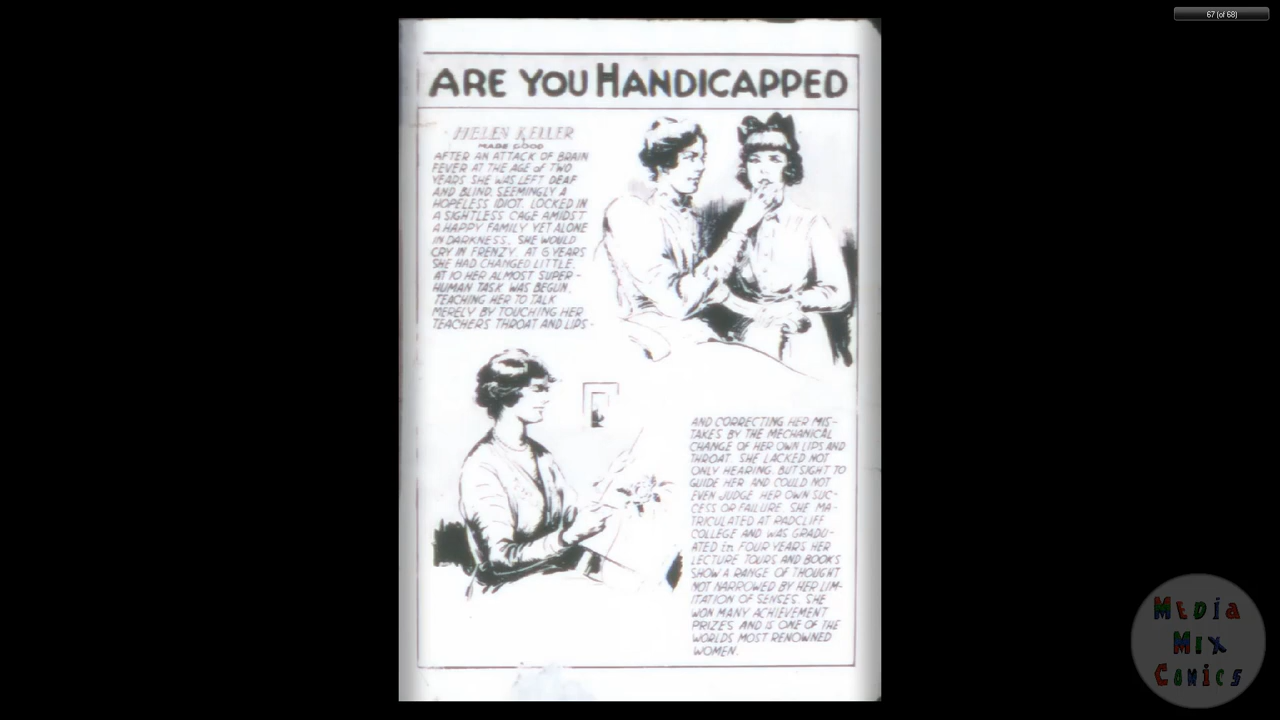 67 (of 68)
ARE YOU HANDICAPPED
HELEN KELLER
MADE GOOD
AFTER AN ATTACK OF BRAIN
FEVER AT THE AGE of TWO
YEARS SHE WAS LEFT DEAF
AND BLIND. SEEMINGLY A
HOPELESS IDIOT. LOCKED IN
A SIGHTLESS CAGE AMIDST
A HAPPY FAMILY YET ALONE
IN DARKNESS. SHE WOULD
CRY IN FRENZY. AT 6 YEARS
SHE HAD CHANGED LITTLE.
AT 10 HER ALMOST SUPER-
HUMAN TASK WAS BEGUN,
TEACHING HER TO TALK
MERELY BY TOUCHING HER
TEACHERS THROAT AND LIPS-
AND CORRECTING HER MIS-
TAKES BY THE MECHANICAL
CHANGE OF HER OWN LIPS AND
THROAT. SHE LACKED NOT
ONLY HEARING, BUT SIGHT TO
GUIDE HER AND COULD NOT
EVEN JUDGE HER OWN SUC-
CESS OR FAILURE. SHE MA-
TRICULATED AT RADCLIFF
COLLEGE AND WAS GRADU-
ATED in FOUR YEARS HER
LECTURE TOURS AND BOOKS
SHOW A RANGE OF THOUGHT
NOT NARROWED BY HER LIM-
ITATION OF SENSES. SHE
WON MANY ACHIEVEMENT
PRIZES AND IS ONE OF THE
WORLDS MOST RENOWNED
WOMEN.
MEDiA
MiX
COMiCS